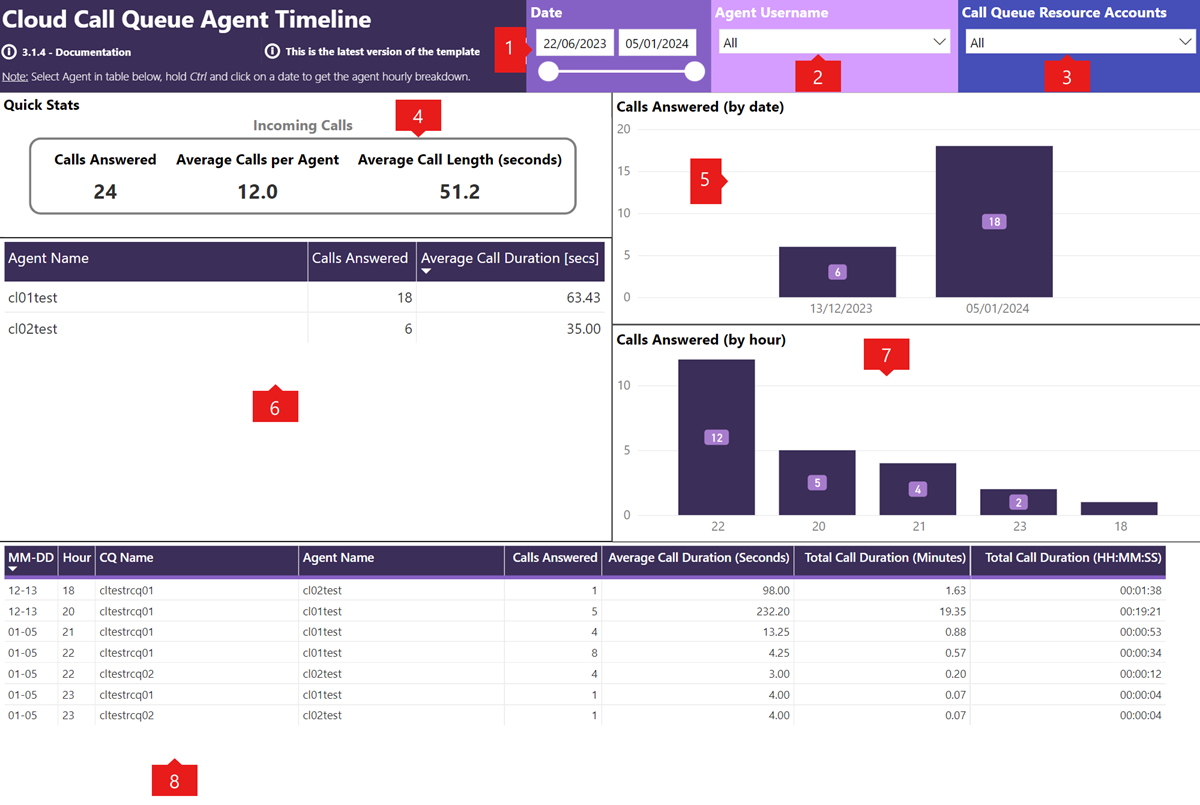 Cloud Call Queue Agent Timeline
3.1.4 - Documentation
This is the latest version of the template
Note: Select Agent in table below, hold Ctrl and click on a date to get the agent hourly breakdown.
1
Date
22/06/2023 05/01/2024
Agent Username
All
2
Call Queue Resource Accounts
All
3
Quick Stats
4
Incoming Calls
Calls Answered Average Calls per Agent Average Call Length (seconds)
24 12.0 51.2
Agent Name Calls Answered Average Call Duration [secs]
cl01test 18 63.43
cl02test 6 35.00
6
Calls Answered (by date)
20
15
10
5
0
5
6
18
13/12/2023 05/01/2024
Calls Answered (by hour)
7
10
5
0
12
5
4
2
22 20 21 23 18
MM-DD Hour CQ Name Agent Name Calls Answered Average Call Duration (Seconds) Total Call Duration (Minutes) Total Call Duration (HH:MM:SS)
12-13 18 cltestrcq01 cl02test 1 98.00 1.63 00:01:38
12-13 20 cltestrcq01 cl01test 5 232.20 19.35 00:19:21
01-05 21 cltestrcq01 cl01test 4 13.25 0.88 00:00:53
01-05 22 cltestrcq01 cl01test 8 4.25 0.57 00:00:34
01-05 22 cltestrcq02 cl02test 4 3.00 0.20 00:00:12
01-05 23 cltestrcq01 cl01test 1 4.00 0.07 00:00:04
01-05 23 cltestrcq02 cl02test 1 4.00 0.07 00:00:04
8